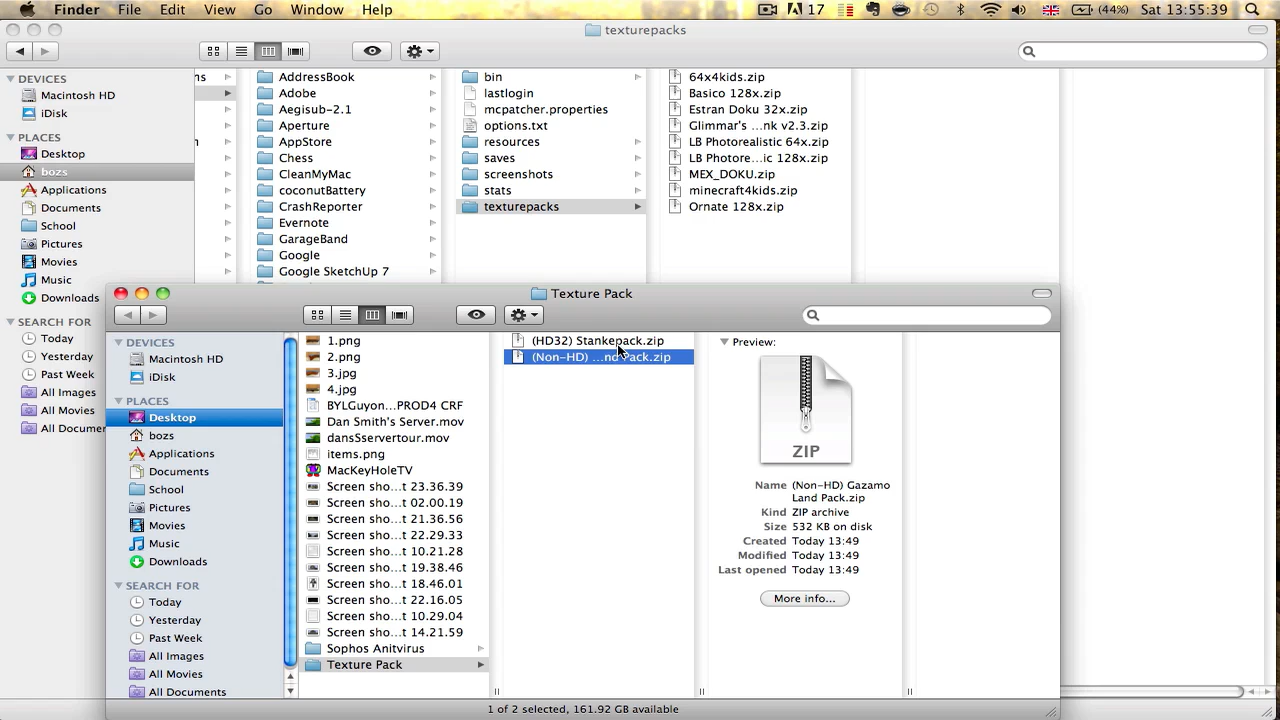 Finder File Edit View Go Window Help 17 (44%) Sat 13:55:39
texturepacks
DEVICES
Macintosh HD
iDisk
PLACES
Desktop
bozs
Applications
Documents
School
Pictures
Movies
Music
Downloads
SEARCH FOR
Today
Yesterday
Past Week
All Images
All Movies
All Documen
ns
AddressBook
Adobe
Aegisub-2.1
Aperture
AppStore
Chess
CleanMyMac
coconutBattery
CrashReporter
Evernote
GarageBand
Google
Google SketchUp 7
bin
lastlogin
mcpatcher.properties
options.txt
resources
saves
screenshots
stats
texturepacks
64x4kids.zip
Basico 128x.zip
Estran Doku 32x.zip
Glimmar's ...nk v2.3.zip
LB Photorealistic 64x.zip
LB Photore...ic 128x.zip
MEX_DOKU.zip
minecraft4kids.zip
Ornate 128x.zip
Texture Pack
DEVICES
Macintosh HD
iDisk
PLACES
Desktop
bozs
Applications
Documents
School
Pictures
Movies
Music
Downloads
SEARCH FOR
Today
Yesterday
Past Week
All Images
All Movies
All Documents
1.png
2.png
3.jpg
4.jpg
BYLGuyon...PROD4 CRF
Dan Smith's Server.mov
dansSservertour.mov
items.png
MacKeyHoleTV
Screen sho...t 23.36.39
Screen sho...t 02.00.19
Screen sho...t 21.36.56
Screen sho...t 22.29.33
Screen sho...t 10.21.28
Screen sho...t 19.38.46
Screen sho...t 18.46.01
Screen sho...t 22.16.05
Screen sho...t 10.29.04
Screen sho...t 14.21.59
Sophos Anitvirus
Texture Pack
(HD32) Stankepack.zip
(Non-HD) ...nd Pack.zip
Preview:
ZIP
Name (Non-HD) Gazamo
Land Pack.zip
Kind ZIP archive
Size 532 KB on disk
Created Today 13:49
Modified Today 13:49
Last opened Today 13:49
More info...
1 of 2 selected, 161.92 GB available